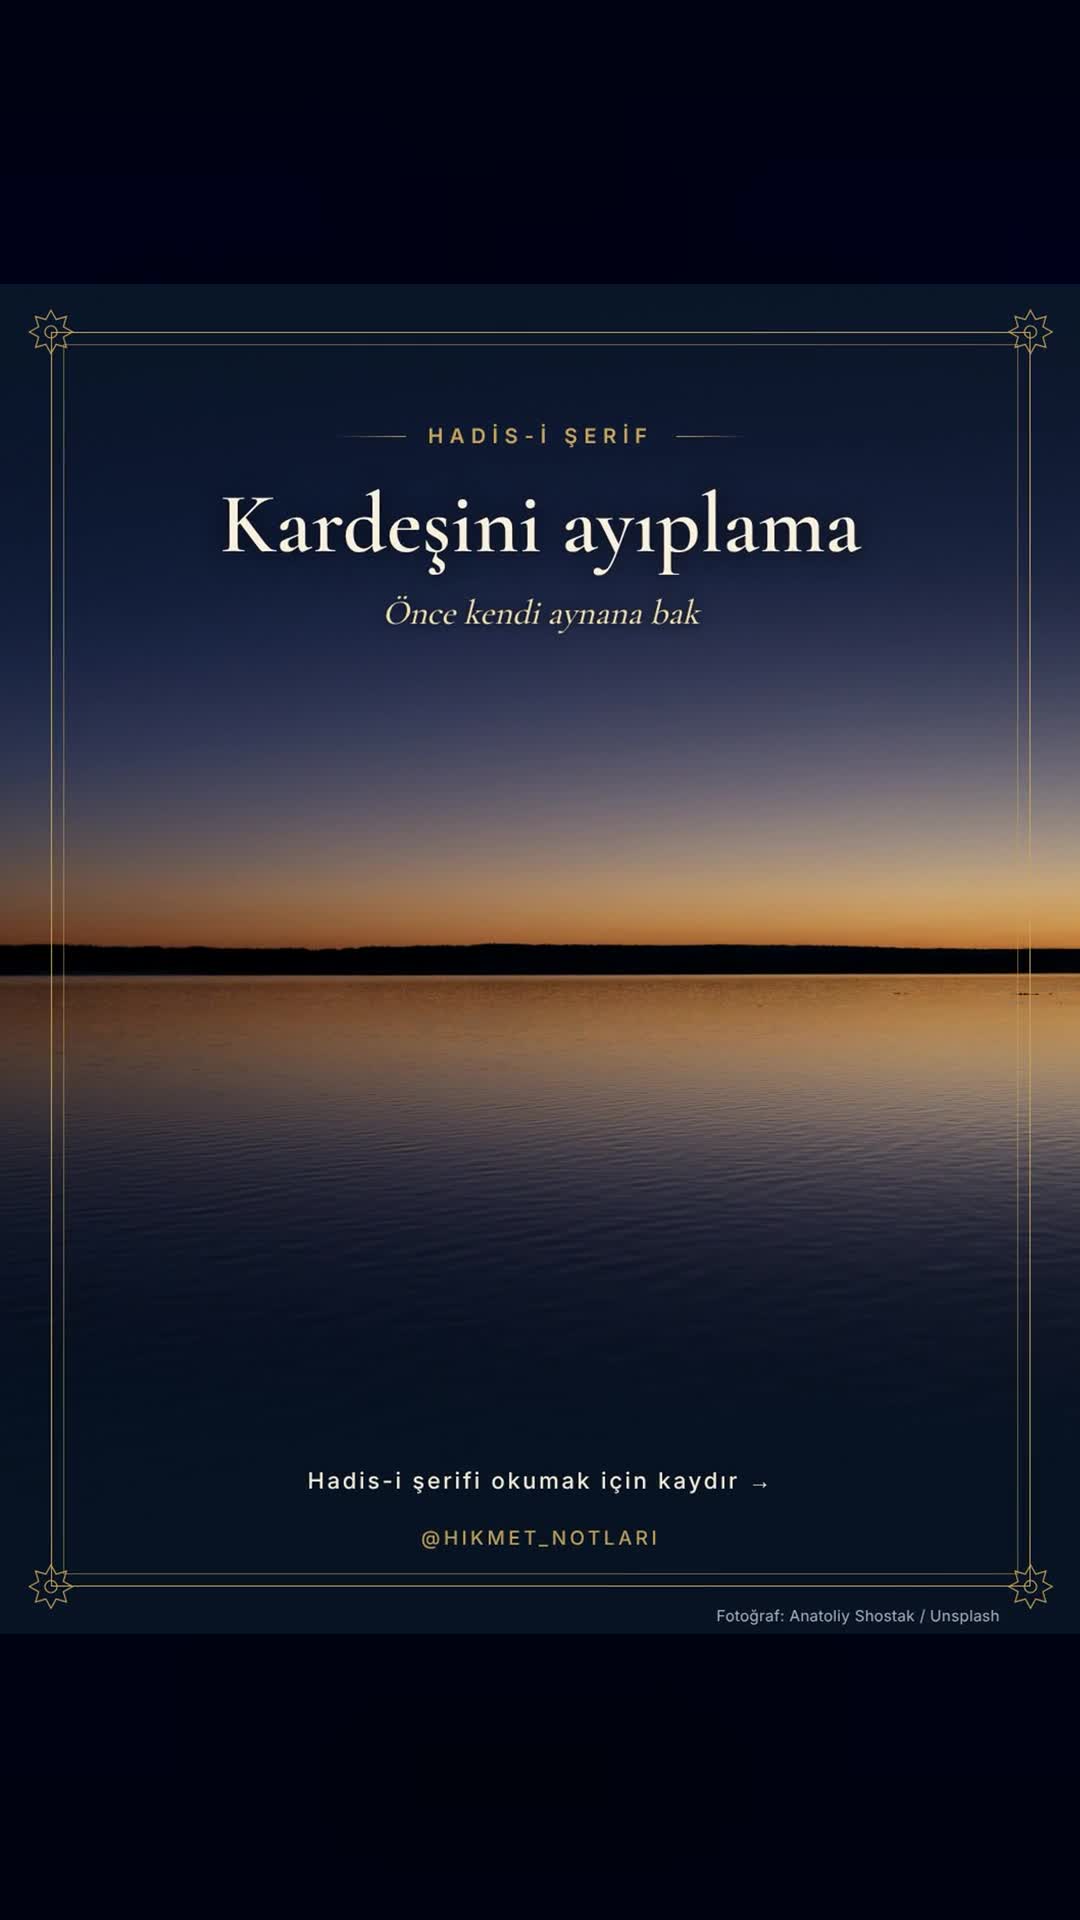 HADİS-İ ŞERİF
Kardeşini ayıplama
Önce kendi aynana bak
Hadis-i şerifi okumak için kaydır →
@HIKMET_NOTLARI
Fotoğraf: Anatoliy Shostak / Unsplash